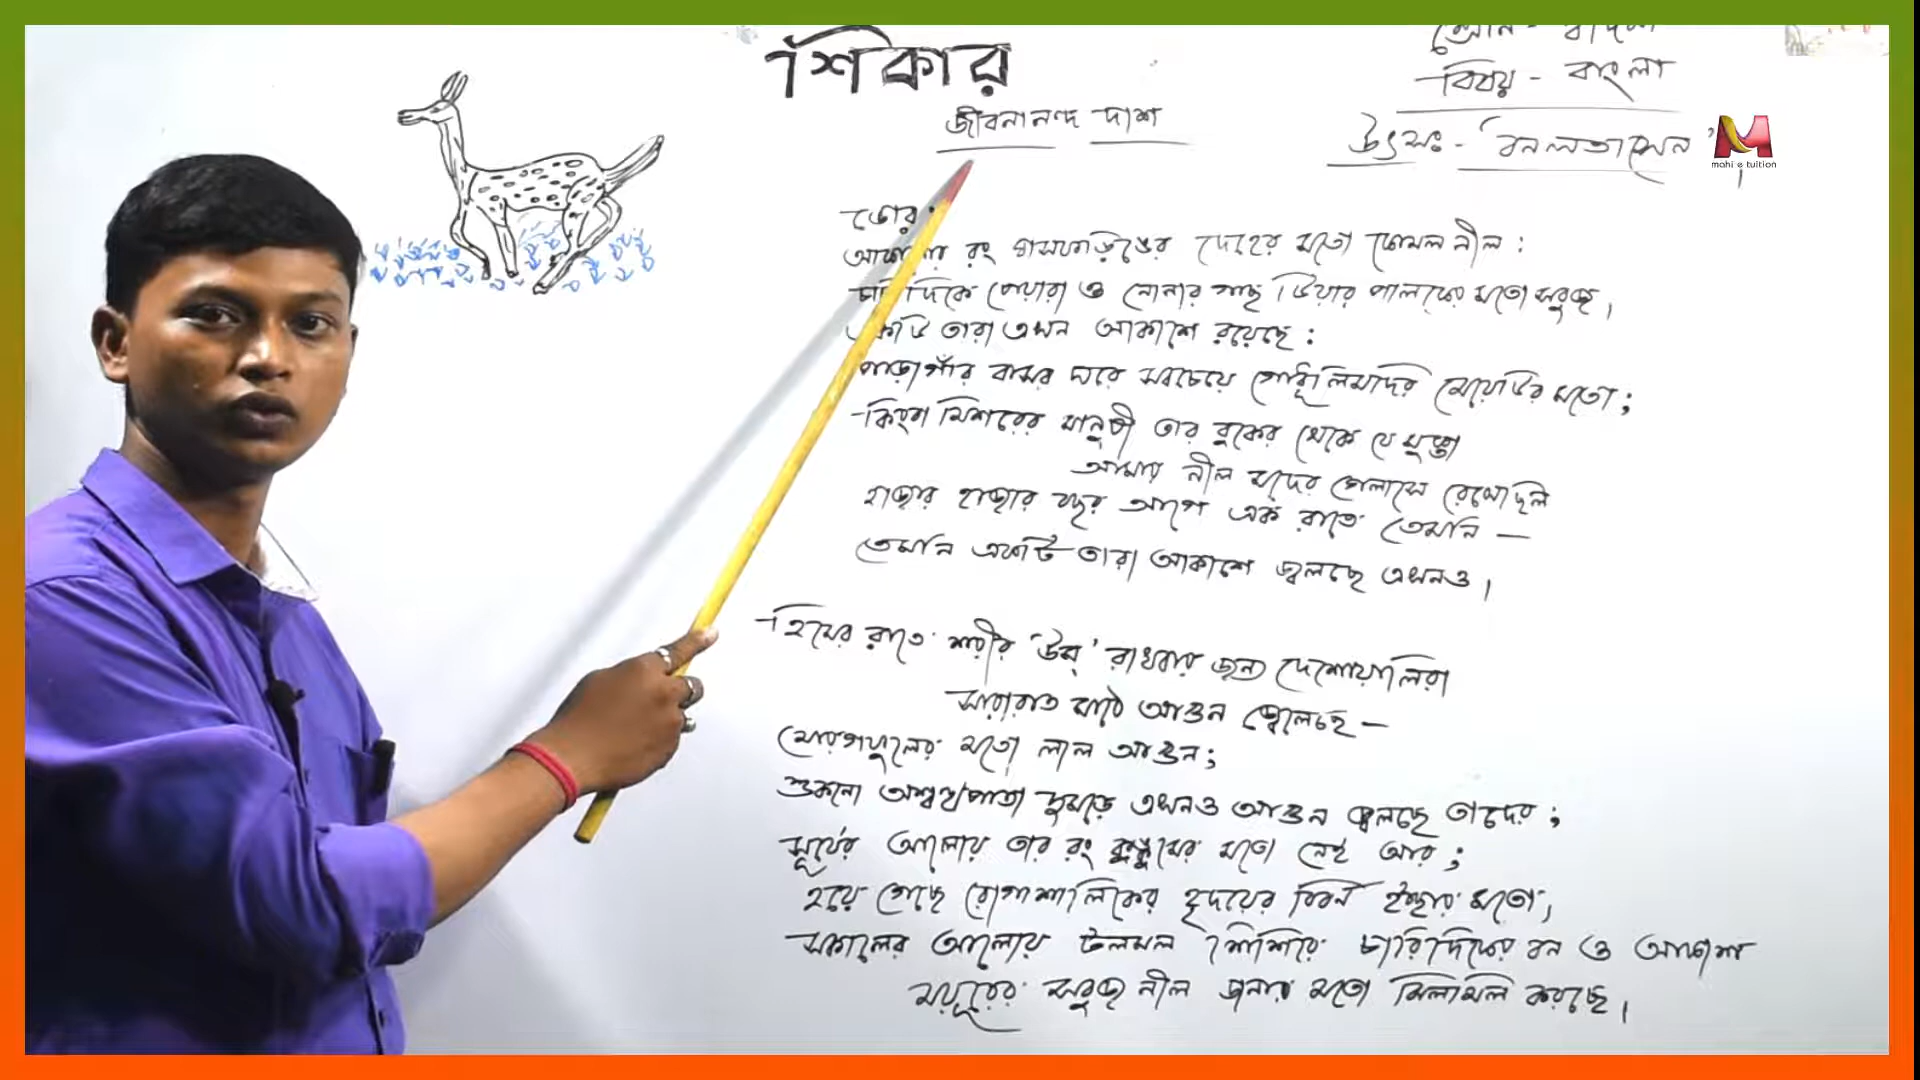 শিকার
জীবনানন্দ দাশ
শ্রেণি - দ্বাদশ
বিষয় - বাংলা
উৎসঃ - 'বনলতা সেন'
mahi e tuition
ভোর
রং ঘাসফড়িঙের দেহের মতো কোমল নীল :
চারিদিকে পেয়ারা ও নোনার গাছ টিয়ার পালকের মতো সবুজ,
একটি তারা এখন আকাশে রয়েছে :
পাড়াগাঁর বাসর ঘরে সবচেয়ে গোধূলিমদির মেয়েটির মতো ;
কিংবা মিশরের মানুষী তার বুকের থেকে যে মুক্তা
আমার নীল মদের গেলাসে রেখেছিল
হাজার হাজার বছর আগে এক রাতে তেমনি —
তেমনি একটি তারা আকাশে জ্বলছে এখনও।
হিমের রাতে শরীর 'উম্' রাখবার জন্য দেশোয়ালিরা
সারারাত মাঠে আগুন জ্বেলেছে —
মোরগফুলের মতো লাল আগুন ;
শুকনো অশ্বত্থপাতা দুমড়ে এখনও আগুন জ্বলছে তাদের ;
সূর্যের আলোয় তার রং কুঙ্কুমের মতো নেই আর ;
হয়ে গেছে রোগা শালিকের হৃদয়ের বিবর্ণ ইচ্ছার মতো,
সকালের আলোয় টলমল শিশিরে চারিদিকের বন ও আকাশ
ময়ূরের সবুজ নীল ডানার মতো ঝিলমিল করছে।